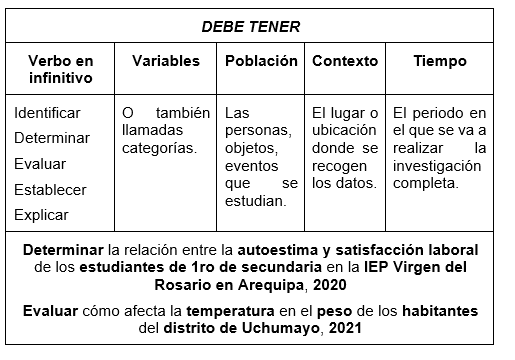 DEBE TENER
Verbo en
infinitivo
Variables
Población
Contexto
Tiempo
Identificar
Determinar
Evaluar
Establecer
Explicar
O también
llamadas
categorías.
Las
personas,
objetos,
eventos
que se
estudian.
El lugar o
ubicación
donde se
recogen
los datos.
El periodo en
el que se va a
realizar la
investigación
completa.
Determinar la relación entre la autoestima y satisfacción laboral
de los estudiantes de 1ro de secundaria en la IEP Virgen del
Rosario en Arequipa, 2020
Evaluar cómo afecta la temperatura en el peso de los habitantes
del distrito de Uchumayo, 2021